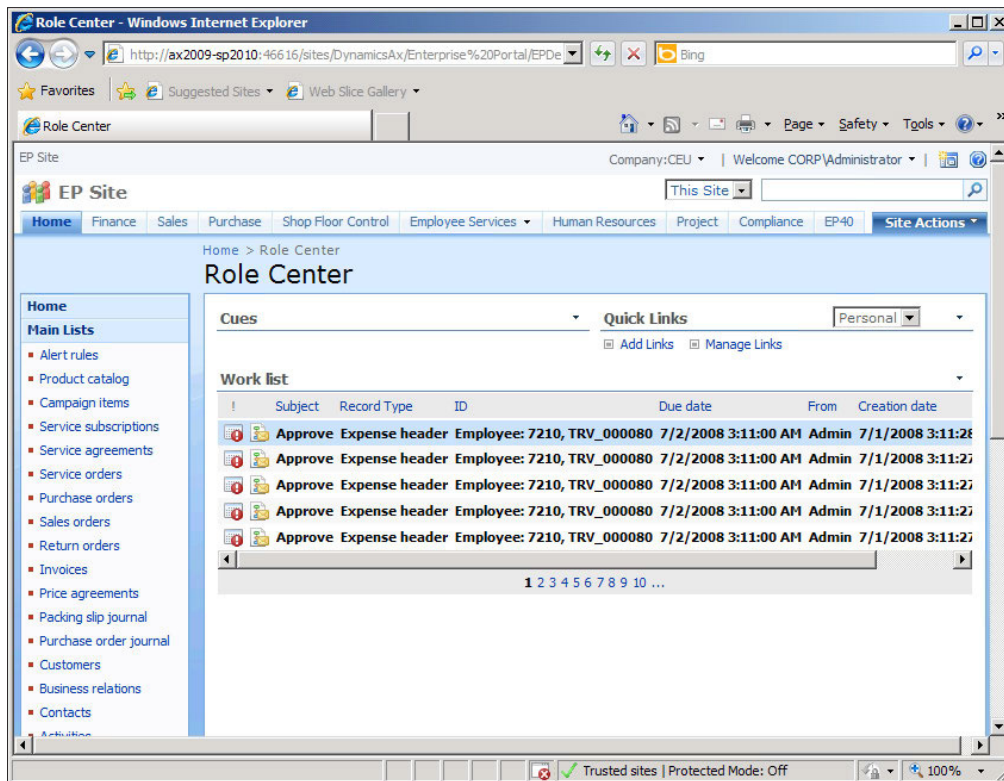 Role Center - Windows Internet Explorer
http://ax2009-sp2010:46616/sites/DynamicsAx/Enterprise%20Portal/EPDe
Bing
Favorites Suggested Sites Web Slice Gallery
Role Center Page Safety Tools »
EP Site Company:CEU | Welcome CORP\Administrator |
EP Site This Site
Home Finance Sales Purchase Shop Floor Control Employee Services Human Resources Project Compliance EP40 Site Actions
Home > Role Center
Role Center
Home
Main Lists
Alert rules
Product catalog
Campaign items
Service subscriptions
Service agreements
Service orders
Purchase orders
Sales orders
Return orders
Invoices
Price agreements
Packing slip journal
Purchase order journal
Customers
Business relations
Contacts
Activities
Cues
Quick Links Personal
Add Links Manage Links
Work list
! Subject Record Type ID Due date From Creation date
Approve Expense header Employee: 7210, TRV_000080 7/2/2008 3:11:00 AM Admin 7/1/2008 3:11:28
Approve Expense header Employee: 7210, TRV_000080 7/2/2008 3:11:00 AM Admin 7/1/2008 3:11:27
Approve Expense header Employee: 7210, TRV_000080 7/2/2008 3:11:00 AM Admin 7/1/2008 3:11:27
Approve Expense header Employee: 7210, TRV_000080 7/2/2008 3:11:00 AM Admin 7/1/2008 3:11:27
Approve Expense header Employee: 7210, TRV_000080 7/2/2008 3:11:00 AM Admin 7/1/2008 3:11:27
1 2 3 4 5 6 7 8 9 10 ...
Trusted sites | Protected Mode: Off 100%